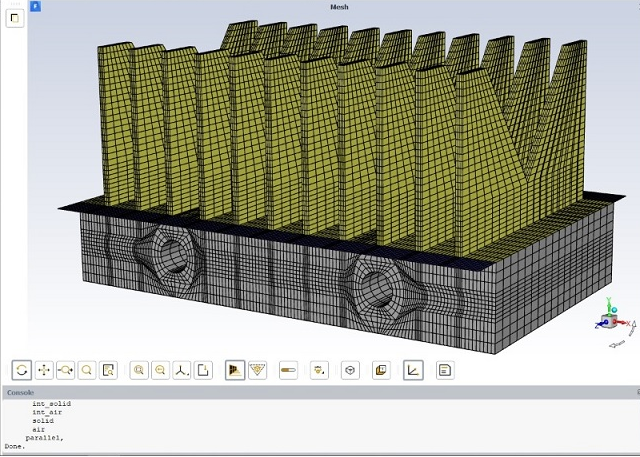 Mesh
Y
X
Z
Console
int_solid
int_air
solid
air
parallel,
Done.